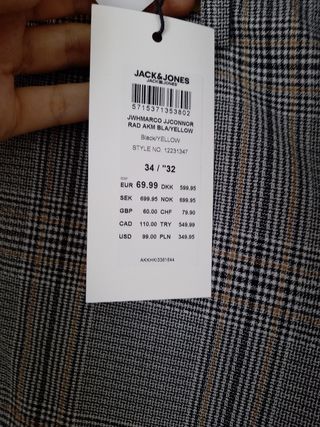 JACK&JONES
JACK & JONES
5715371353802
JWHMARCO JJCONNOR
RAD AKM BLA/YELLOW
Black/YELLOW
STYLE NO. 12231347
34 / "32
EUR 69.99 DKK 599.95
SEK 699.95 NOK 699.95
GBP 60.00 CHF 79.90
CAD 110.00 TRY 549.99
USD 99.00 PLN 349.95